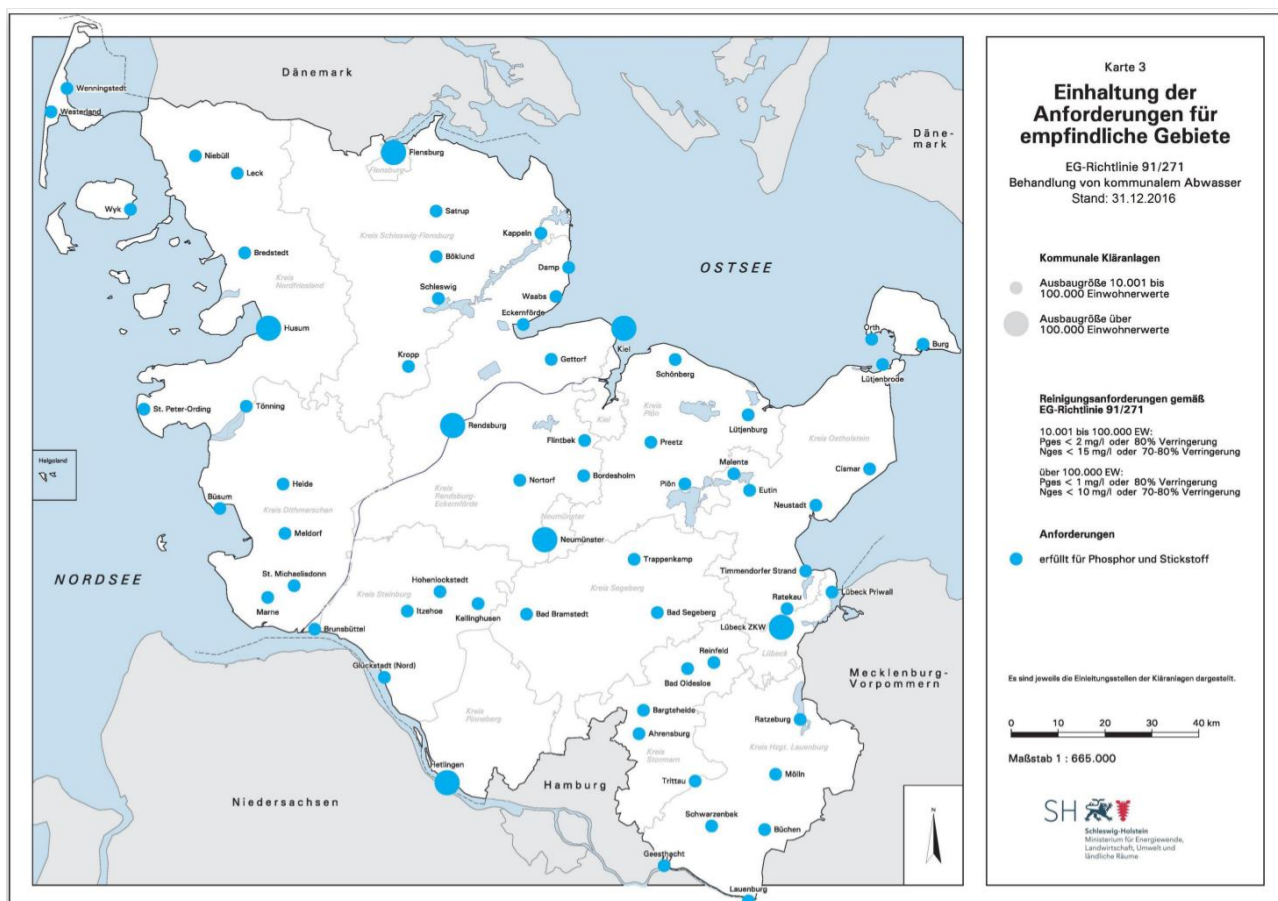 Dänemark
Däne-
mark
Wenningstedt
Westerland
Flensburg
Flensburg
Niebüll
Leck
Wyk
Satrup
Kreis Schleswig-Flensburg
Kappeln
Bredstedt
Böklund
OSTSEE
Damp
Kreis
Nordfriesland
Schleswig
Waabs
Eckernförde
Husum
Kiel
Orth
Burg
Kropp
Gettorf
Schönberg
Lütjenbrode
St. Peter-Ording
Tönning
Kreis
Plön
Lütjenburg
Rendsburg
Kiel
Flintbek
Preetz
Kreis Ostholstein
Helgoland
Heide
Nortorf
Bordesholm
Malente
Plön
Eutin
Cismar
Kreis
Rendsburg-
Eckernförde
Büsum
Kreis Dithmarschen
Neustadt
Meldorf
Neumünster
Neumünster
NORDSEE
St. Michaelisdonn
Trappenkamp
Timmendorfer Strand
Hohenlockstedt
Kreis Steinburg
Kreis Segeberg
Lübeck Priwall
Marne
Itzehoe
Kellinghusen
Bad Bramstedt
Bad Segeberg
Ratekau
Brunsbüttel
Lübeck ZKW
Reinfeld
Lübeck
Glückstadt (Nord)
Bad Oldesloe
Mecklenburg-
Vorpommern
Kreis
Pinneberg
Bargteheide
Ratzeburg
Ahrensburg
Kreis
Stormarn
Kreis Hzgt. Lauenburg
Hetlingen
Hamburg
Trittau
Mölln
Niedersachsen
Schwarzenbek
Büchen
Geesthacht
Lauenburg
N
Karte 3
Einhaltung der
Anforderungen für
empfindliche Gebiete
EG-Richtlinie 91/271
Behandlung von kommunalem Abwasser
Stand: 31.12.2016
Kommunale Kläranlagen
Ausbaugröße 10.001 bis
100.000 Einwohnerwerte
Ausbaugröße über
100.000 Einwohnerwerte
Reinigungsanforderungen gemäß
EG-Richtlinie 91/271
10.001 bis 100.000 EW:
Pges < 2 mg/l oder 80% Verringerung
Nges < 15 mg/l oder 70-80% Verringerung
über 100.000 EW:
Pges < 1 mg/l oder 80% Verringerung
Nges < 10 mg/l oder 70-80% Verringerung
Anforderungen
erfüllt für Phosphor und Stickstoff
Es sind jeweils die Einleitungsstellen der Kläranlagen dargestellt.
0 10 20 30 40 km
Maßstab 1 : 665.000
SH
Schleswig-Holstein
Ministerium für Energiewende,
Landwirtschaft, Umwelt und
ländliche Räume